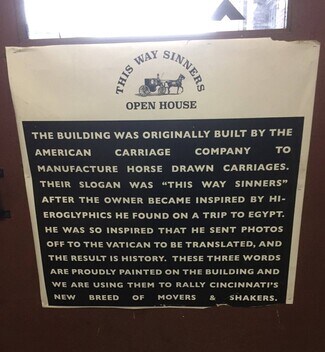 THIS WAY SINNERS
OPEN HOUSE
THE BUILDING WAS ORIGINALLY BUILT BY THE
AMERICAN CARRIAGE COMPANY TO
MANUFACTURE HORSE DRAWN CARRIAGES.
THEIR SLOGAN WAS "THIS WAY SINNERS"
AFTER THE OWNER BECAME INSPIRED BY HI-
EROGLYPHICS HE FOUND ON A TRIP TO EGYPT.
HE WAS SO INSPIRED THAT HE SENT PHOTOS
OFF TO THE VATICAN TO BE TRANSLATED, AND
THE RESULT IS HISTORY. THESE THREE WORDS
ARE PROUDLY PAINTED ON THE BUILDING AND
WE ARE USING THEM TO RALLY CINCINNATI'S
NEW BREED OF MOVERS & SHAKERS.